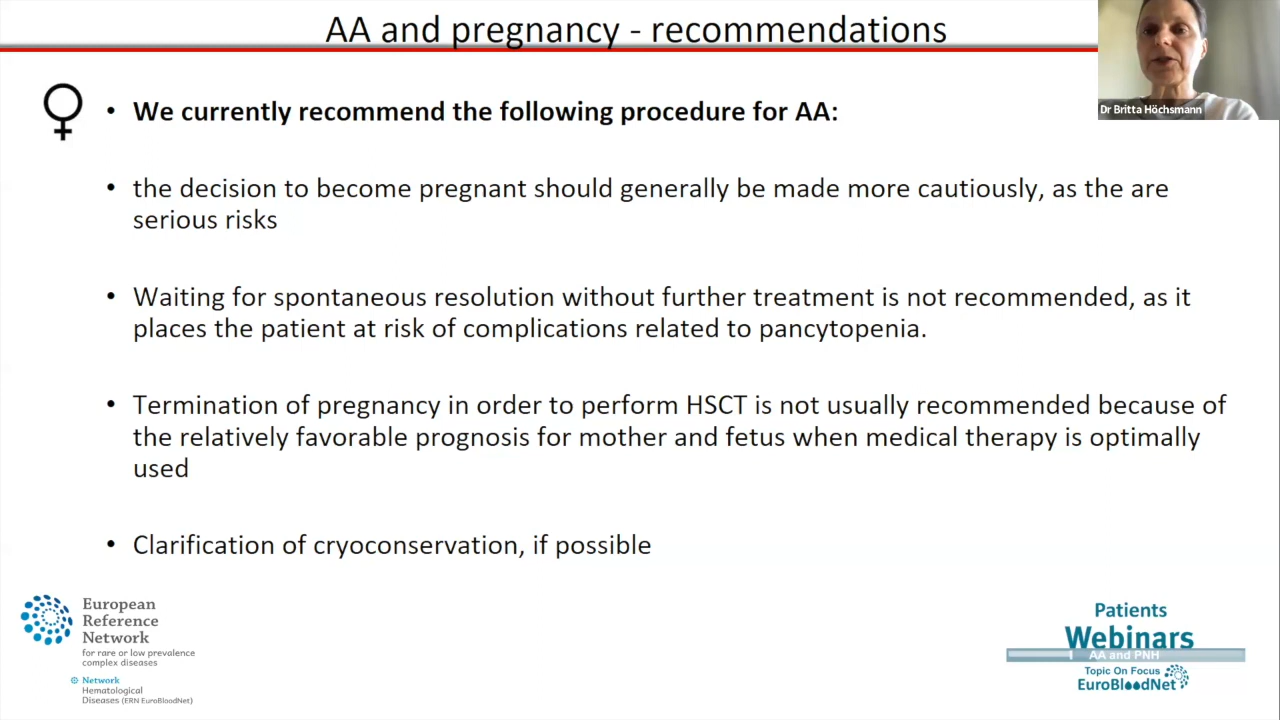 AA and pregnancy - recommendations
Dr Britta Höchsmann
• We currently recommend the following procedure for AA:
• the decision to become pregnant should generally be made more cautiously, as the are
serious risks
• Waiting for spontaneous resolution without further treatment is not recommended, as it
places the patient at risk of complications related to pancytopenia.
• Termination of pregnancy in order to perform HSCT is not usually recommended because of
the relatively favorable prognosis for mother and fetus when medical therapy is optimally
used
• Clarification of cryoconservation, if possible
European
Reference
Network
for rare or low prevalence
complex diseases
Network
Hematological
Diseases (ERN EuroBloodNet)
Patients
Webinars
AA and PNH
Topic On Focus
EuroBloodNet